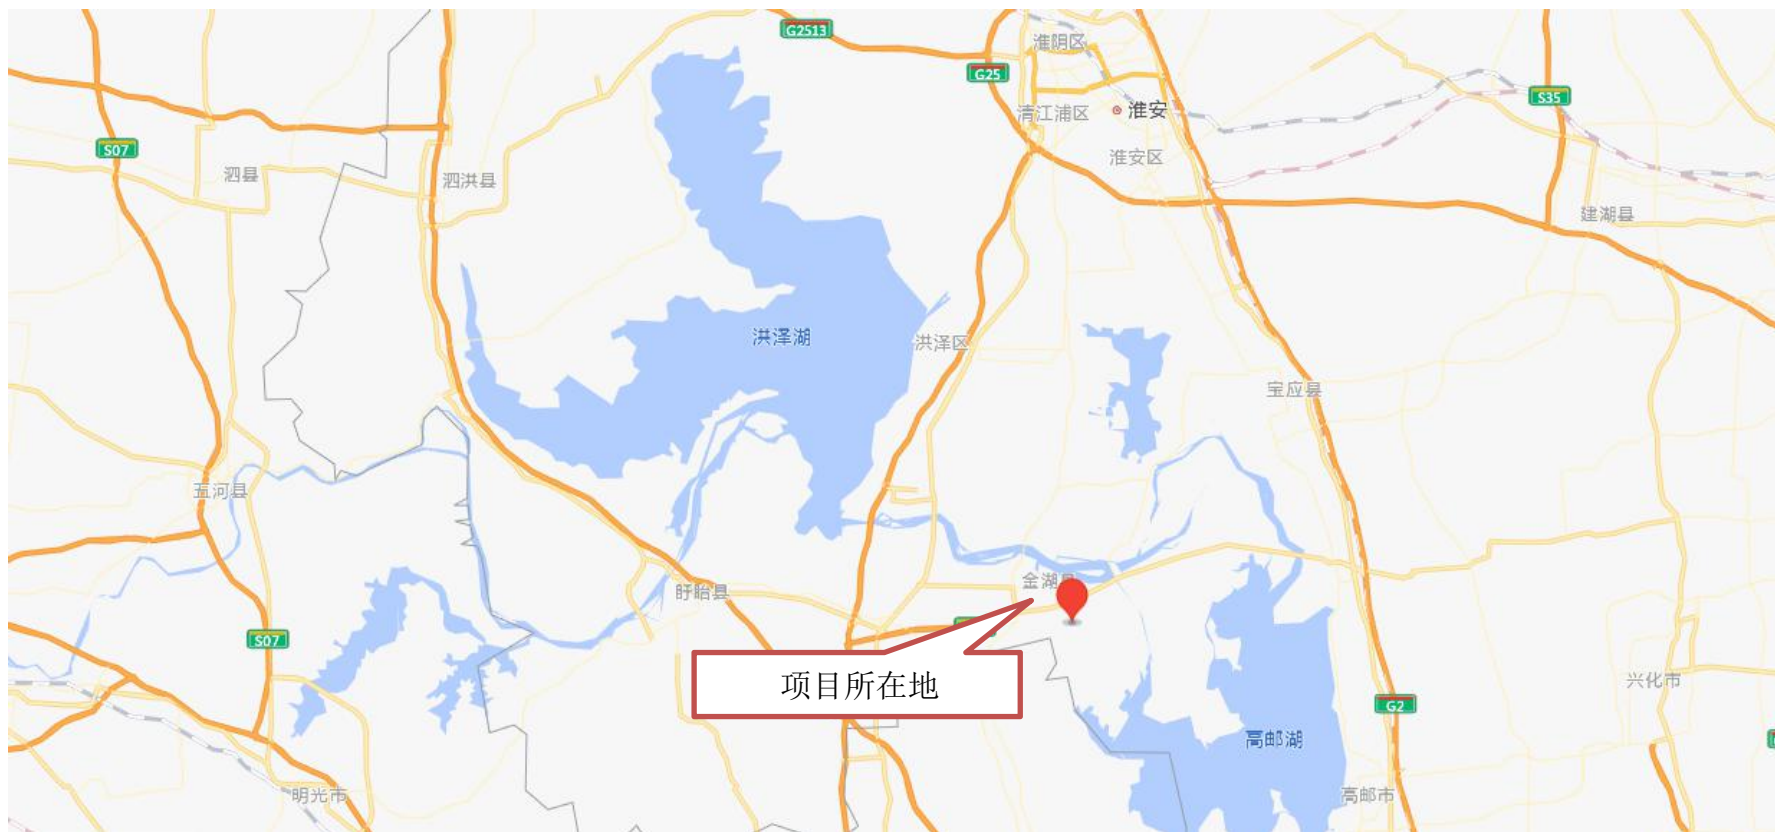 G2513
淮阴区
G25
S35
清江浦区
淮安
S07
淮安区
泗县
泗洪县
建湖县
洪泽湖
洪泽区
宝应县
五河县
金湖县
盱眙县
S07
项目所在地
兴化市
G2
高邮湖
明光市
高邮市